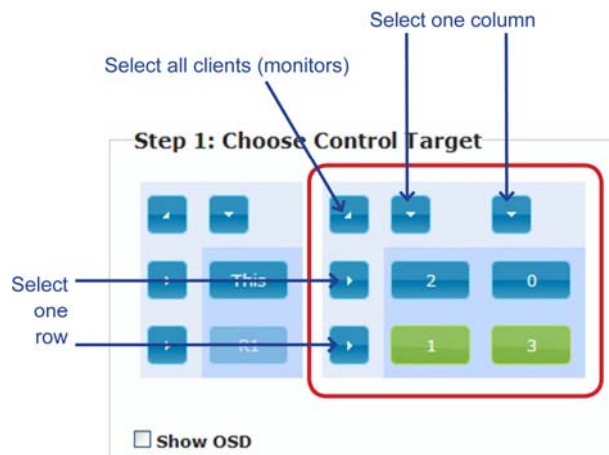 Select one column
Select all clients (monitors)
Step 1: Choose Control Target
Select
one
row
This
2
0
R1
1
3
Show OSD